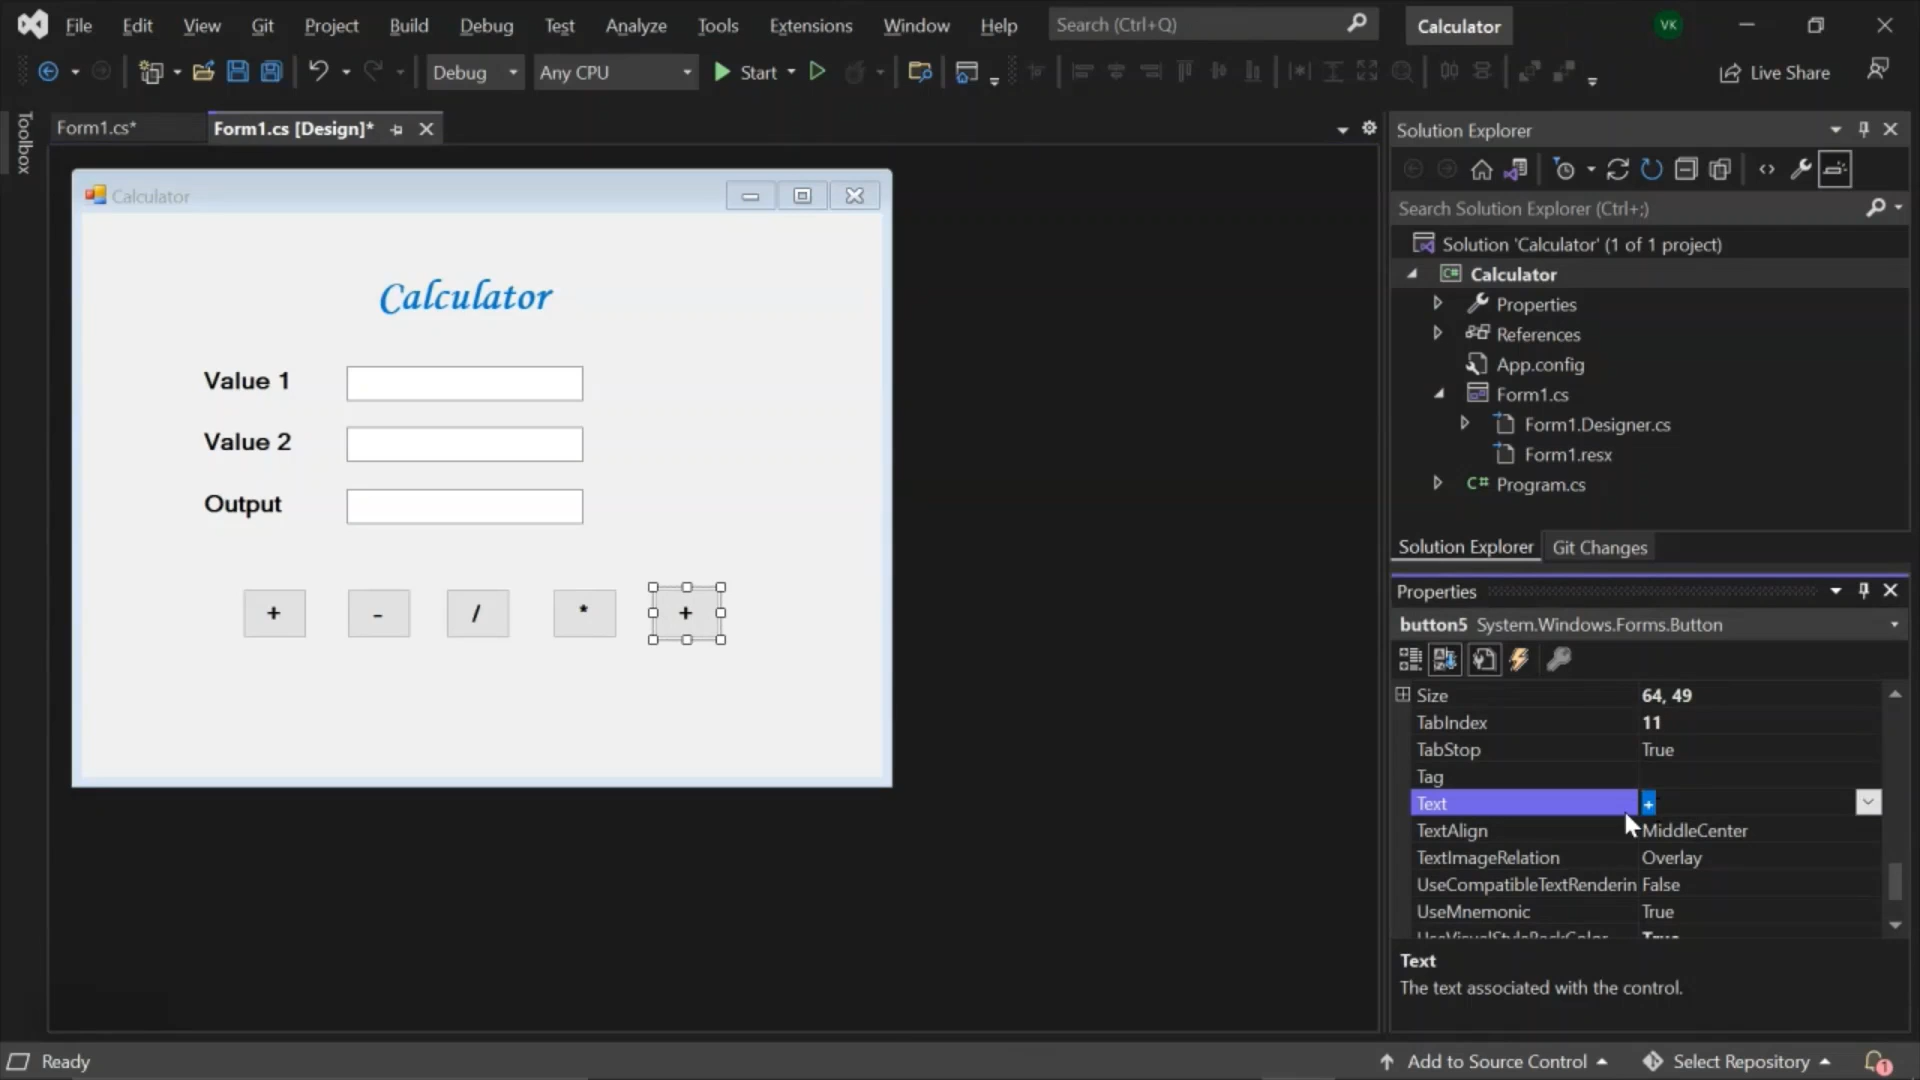 File Edit View Git Project Build Debug Test Analyze Tools Extensions Window Help Search (Ctrl+Q) Calculator VK
Debug Any CPU Start Live Share
Toolbox
Form1.cs* Form1.cs [Design]*
Calculator
Calculator
Value 1
Value 2
Output
+ - / * +
Solution Explorer
Search Solution Explorer (Ctrl+;)
Solution 'Calculator' (1 of 1 project)
C# Calculator
Properties
References
App.config
Form1.cs
Form1.Designer.cs
Form1.resx
C# Program.cs
Solution Explorer Git Changes
Properties
button5 System.Windows.Forms.Button
Size 64, 49
TabIndex 11
TabStop True
Tag
Text +
TextAlign MiddleCenter
TextImageRelation Overlay
UseCompatibleTextRenderin False
UseMnemonic True
UseVisualStyleBackColor True
Text
The text associated with the control.
Ready Add to Source Control Select Repository 1